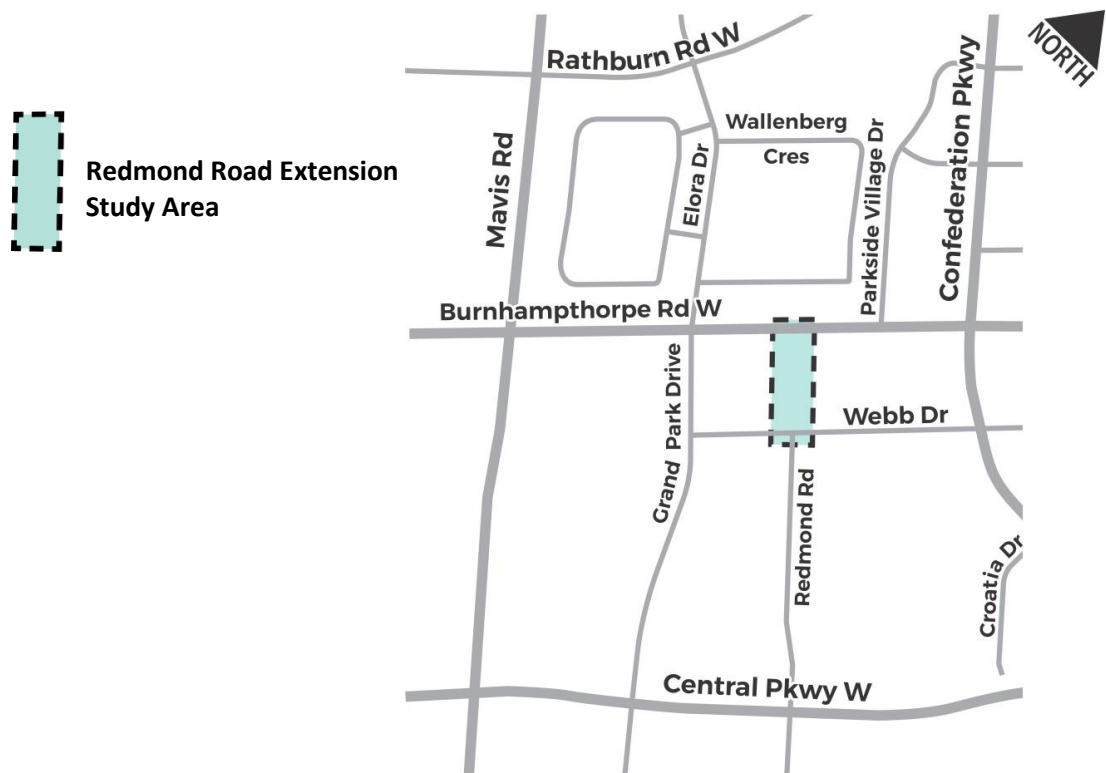 NORTH
Rathburn Rd W
Confederation Pkwy
Wallenberg
Cres
Parkside Village Dr
Mavis Rd
Elora Dr
Redmond Road Extension
Study Area
Burnhampthorpe Rd W
Grand Park Drive
Webb Dr
Redmond Rd
Croatia Dr
Central Pkwy W